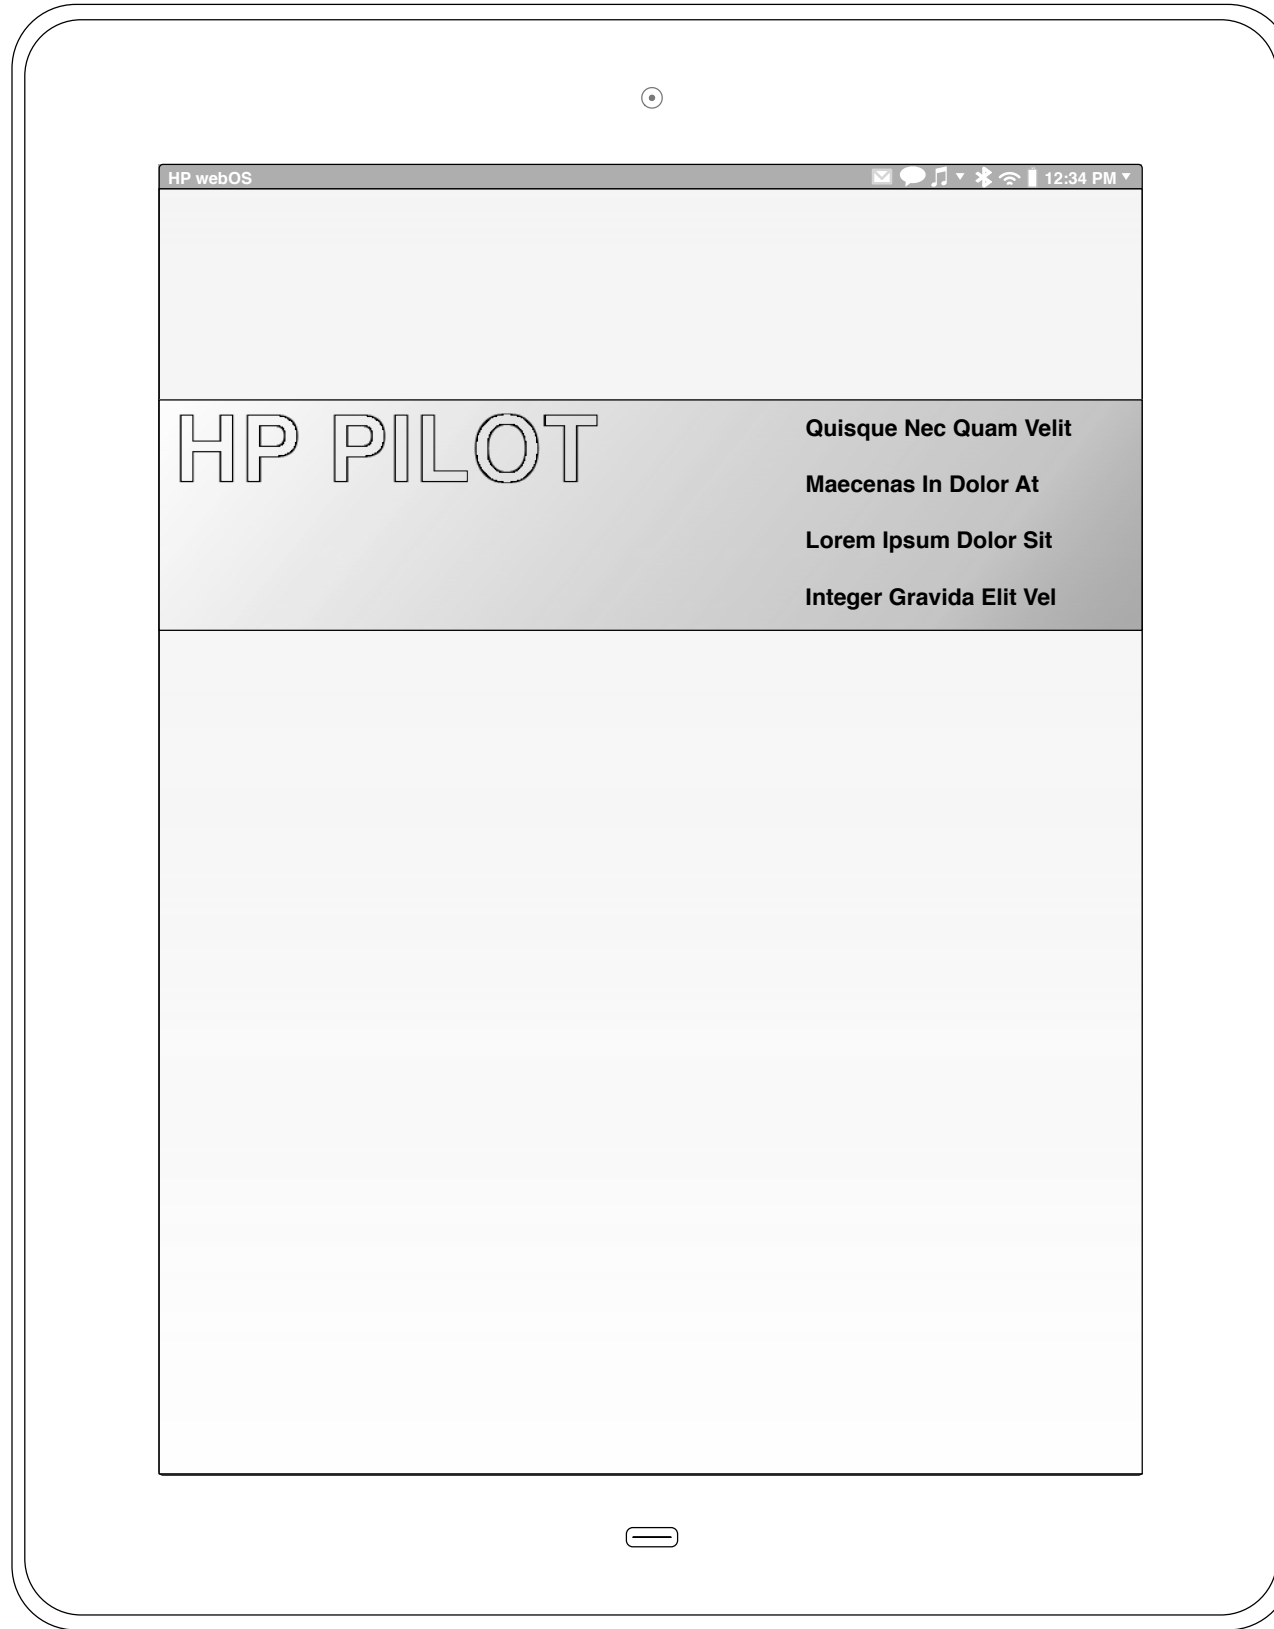 HP webOS
12:34 PM
HP PILOT
Quisque Nec Quam Velit
Maecenas In Dolor At
Lorem Ipsum Dolor Sit
Integer Gravida Elit Vel